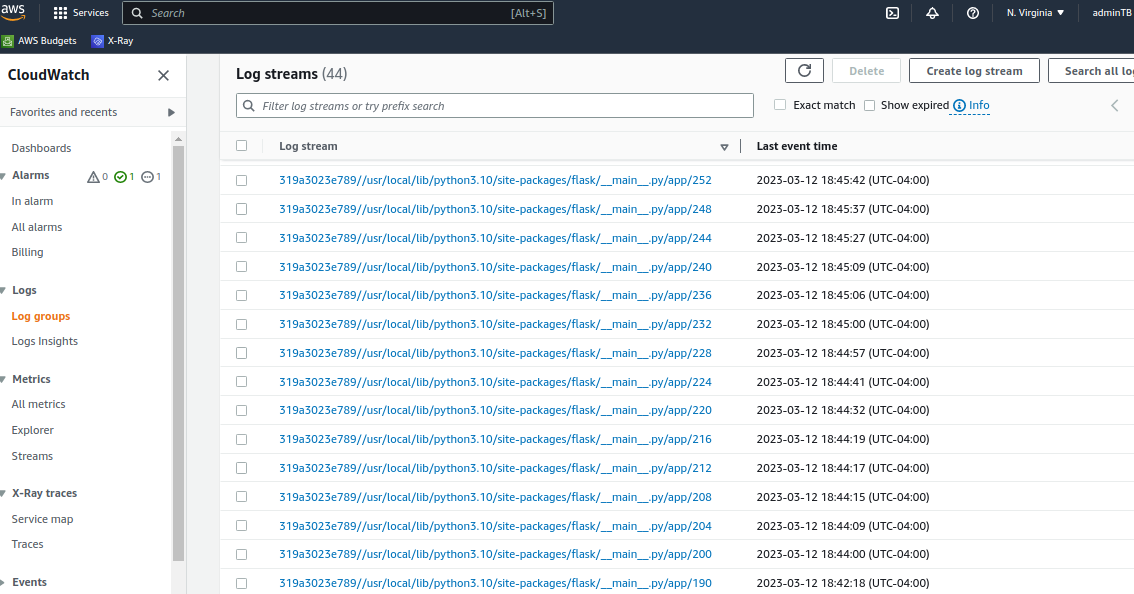 aws Services Search [Alt+S] N. Virginia ▼ adminTB
AWS Budgets X-Ray
CloudWatch
Favorites and recents
Dashboards
Alarms 0 1 1
In alarm
All alarms
Billing
Logs
Log groups
Logs Insights
Metrics
All metrics
Explorer
Streams
X-Ray traces
Service map
Traces
Events
Log streams (44)
Delete Create log stream Search all lo
Filter log streams or try prefix search Exact match Show expired Info
Log stream Last event time
319a3023e789//usr/local/lib/python3.10/site-packages/flask/__main__.py/app/252 2023-03-12 18:45:42 (UTC-04:00)
319a3023e789//usr/local/lib/python3.10/site-packages/flask/__main__.py/app/248 2023-03-12 18:45:37 (UTC-04:00)
319a3023e789//usr/local/lib/python3.10/site-packages/flask/__main__.py/app/244 2023-03-12 18:45:27 (UTC-04:00)
319a3023e789//usr/local/lib/python3.10/site-packages/flask/__main__.py/app/240 2023-03-12 18:45:09 (UTC-04:00)
319a3023e789//usr/local/lib/python3.10/site-packages/flask/__main__.py/app/236 2023-03-12 18:45:06 (UTC-04:00)
319a3023e789//usr/local/lib/python3.10/site-packages/flask/__main__.py/app/232 2023-03-12 18:45:00 (UTC-04:00)
319a3023e789//usr/local/lib/python3.10/site-packages/flask/__main__.py/app/228 2023-03-12 18:44:57 (UTC-04:00)
319a3023e789//usr/local/lib/python3.10/site-packages/flask/__main__.py/app/224 2023-03-12 18:44:41 (UTC-04:00)
319a3023e789//usr/local/lib/python3.10/site-packages/flask/__main__.py/app/220 2023-03-12 18:44:32 (UTC-04:00)
319a3023e789//usr/local/lib/python3.10/site-packages/flask/__main__.py/app/216 2023-03-12 18:44:19 (UTC-04:00)
319a3023e789//usr/local/lib/python3.10/site-packages/flask/__main__.py/app/212 2023-03-12 18:44:17 (UTC-04:00)
319a3023e789//usr/local/lib/python3.10/site-packages/flask/__main__.py/app/208 2023-03-12 18:44:15 (UTC-04:00)
319a3023e789//usr/local/lib/python3.10/site-packages/flask/__main__.py/app/204 2023-03-12 18:44:09 (UTC-04:00)
319a3023e789//usr/local/lib/python3.10/site-packages/flask/__main__.py/app/200 2023-03-12 18:44:00 (UTC-04:00)
319a3023e789//usr/local/lib/python3.10/site-packages/flask/__main__.py/app/190 2023-03-12 18:42:18 (UTC-04:00)